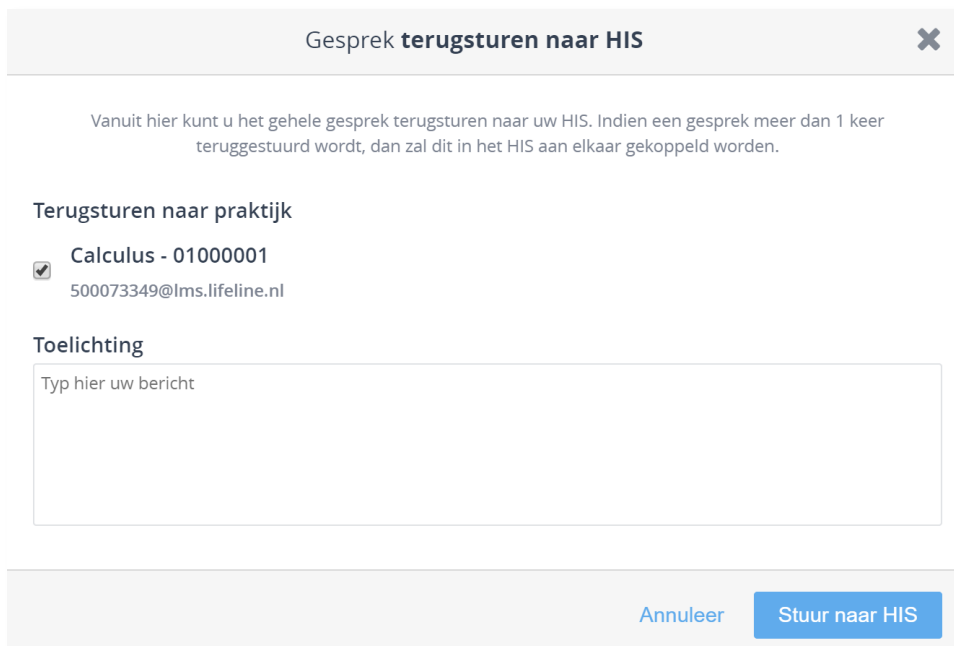 Gesprek terugsturen naar HIS
Vanuit hier kunt u het gehele gesprek terugsturen naar uw HIS. Indien een gesprek meer dan 1 keer
teruggestuurd wordt, dan zal dit in het HIS aan elkaar gekoppeld worden.
Terugsturen naar praktijk
Calculus - 01000001
500073349@lms.lifeline.nl
Toelichting
Typ hier uw bericht
Annuleer
Stuur naar HIS